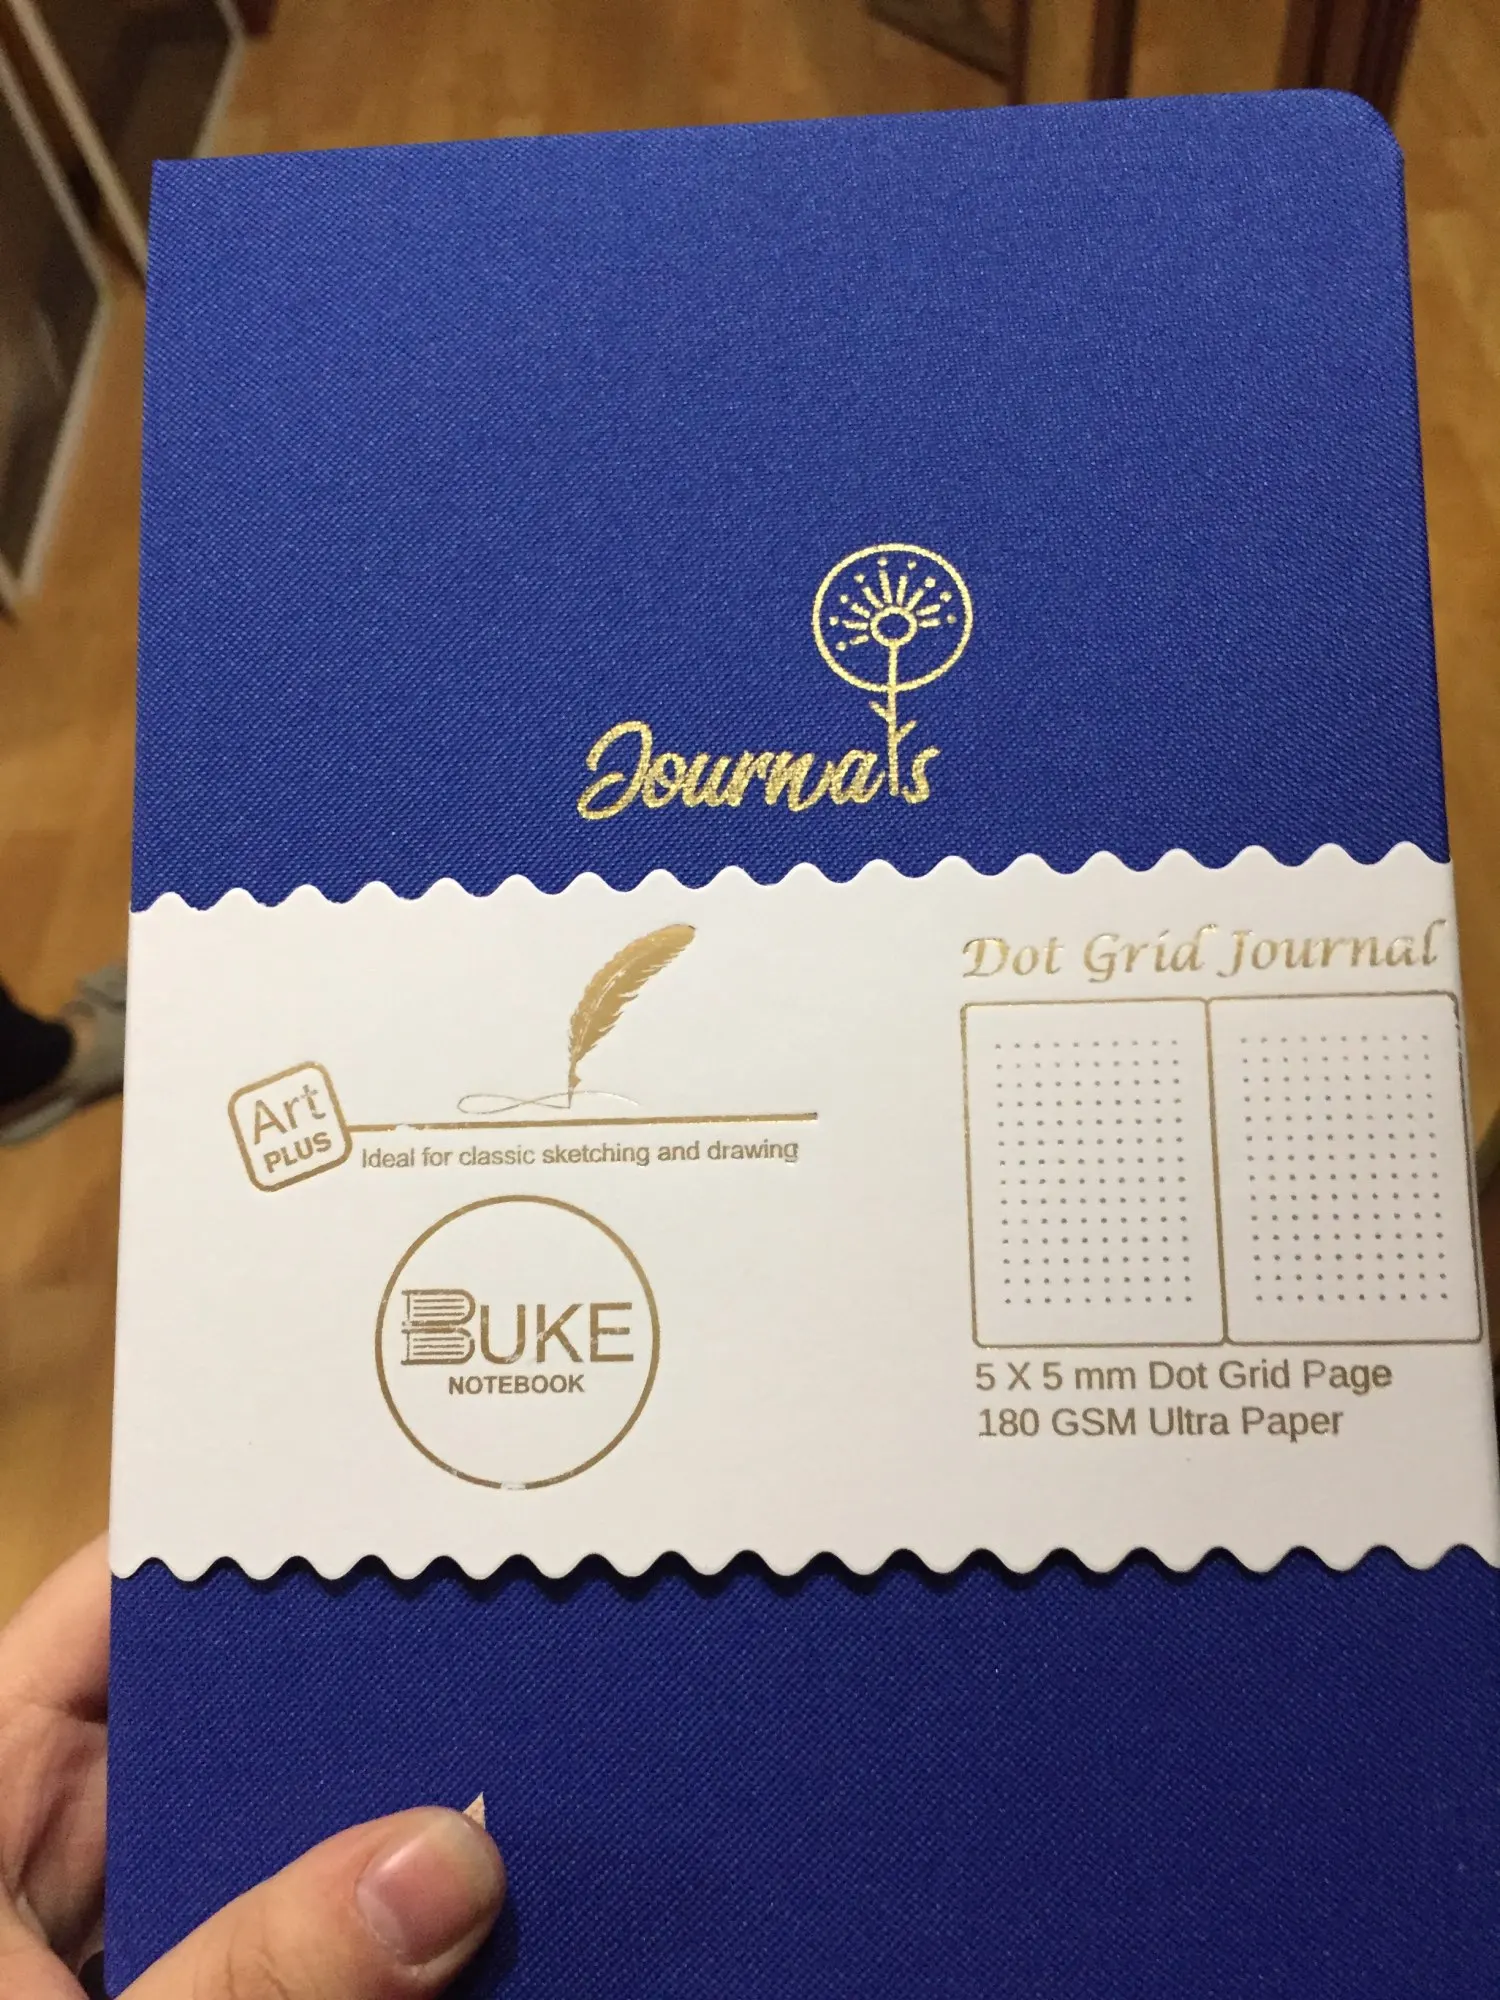 Journals
Art
PLUS
Ideal for classic sketching and drawing
BUKE
NOTEBOOK
Dot Grid Journal
5 X 5 mm Dot Grid Page
180 GSM Ultra Paper